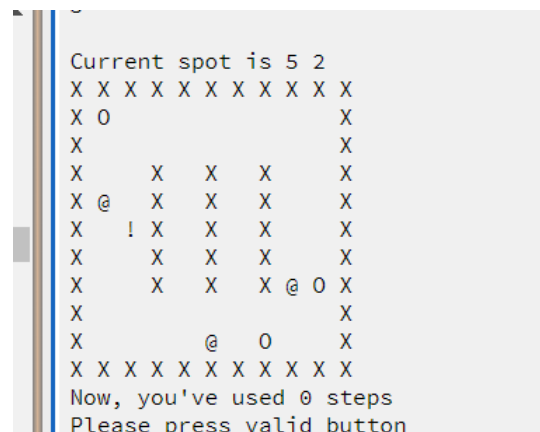 Current spot is 5 2
X X X X X X X X X X X
X O                 X
X                   X
X     X   X   X     X
X @   X   X   X     X
X   ! X   X   X     X
X     X   X   X     X
X     X   X   X @ O X
X                   X
X         @   O     X
X X X X X X X X X X X
Now, you've used 0 steps
Please press valid button